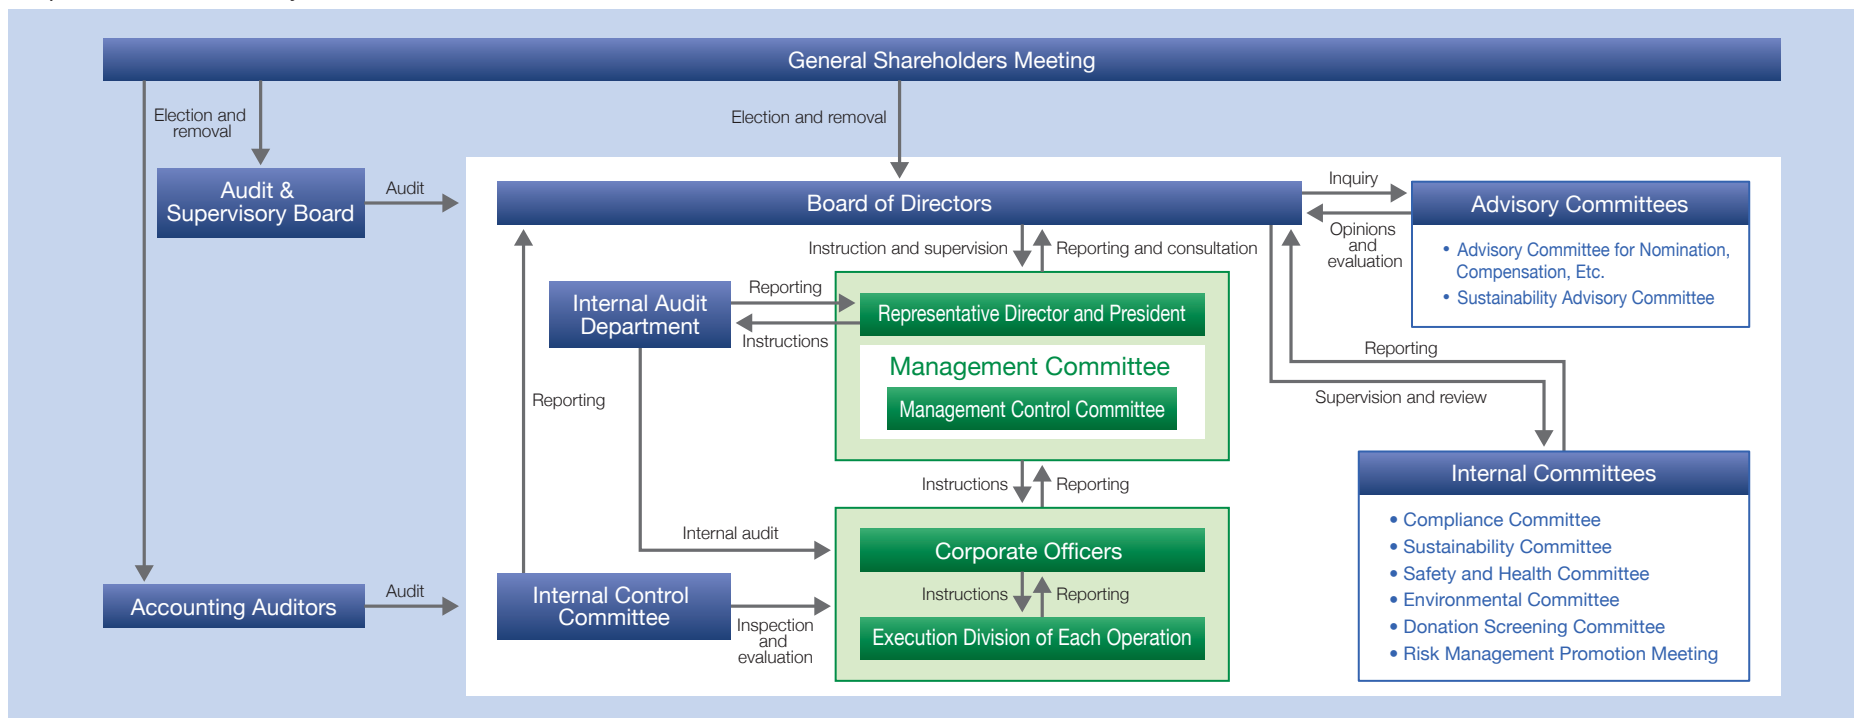 General Shareholders Meeting
Election and
removal
Election and removal
Audit &
Supervisory Board
Audit
Board of Directors
Inquiry
Opinions
and
evaluation
Advisory Committees
• Advisory Committee for Nomination,
Compensation, Etc.
• Sustainability Advisory Committee
Instruction and supervision
Reporting and consultation
Internal Audit
Department
Reporting
Instructions
Representative Director and President
Management Committee
Management Control Committee
Reporting
Reporting
Supervision and review
Instructions
Reporting
Internal Committees
• Compliance Committee
• Sustainability Committee
• Safety and Health Committee
• Environmental Committee
• Donation Screening Committee
• Risk Management Promotion Meeting
Internal audit
Corporate Officers
Instructions
Reporting
Execution Division of Each Operation
Accounting Auditors
Audit
Internal Control
Committee
Inspection
and
evaluation